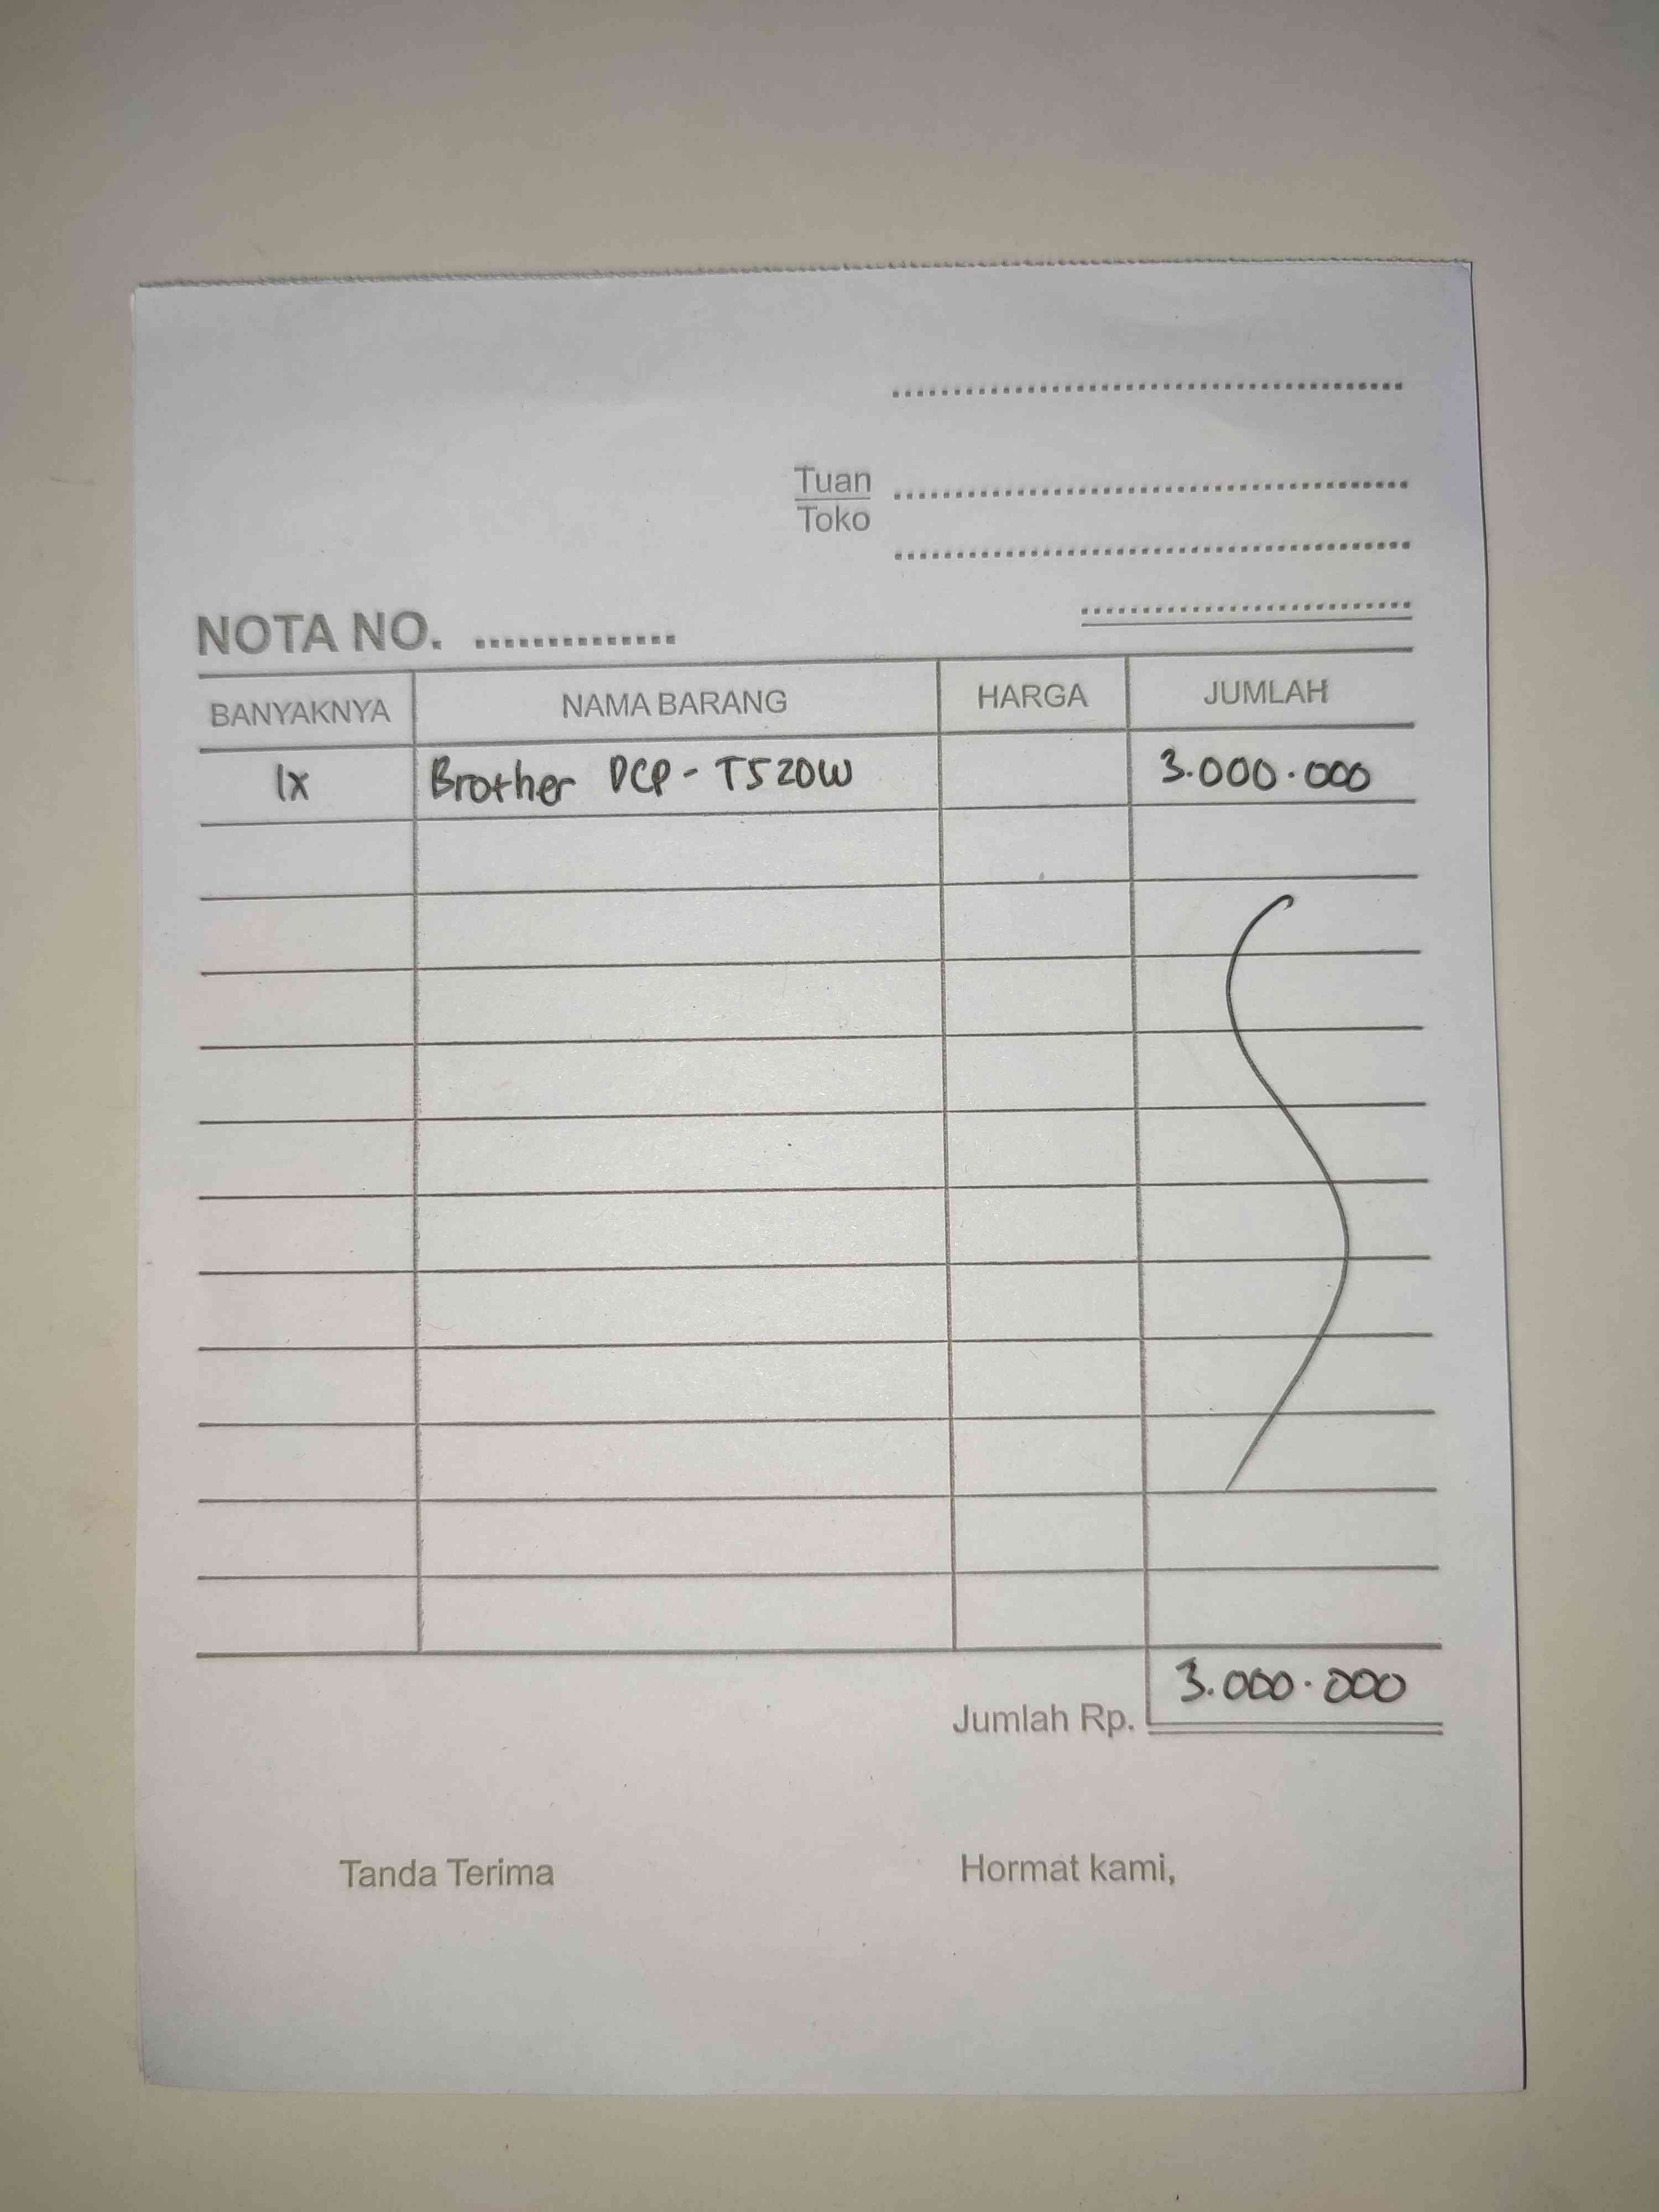 Tuan
Toko
NOTA NO. ..............
BANYAKNYA NAMA BARANG HARGA JUMLAH
1x Brother DCP - T520W 3.000.000
Jumlah Rp. 3.000.000
Tanda Terima Hormat kami,